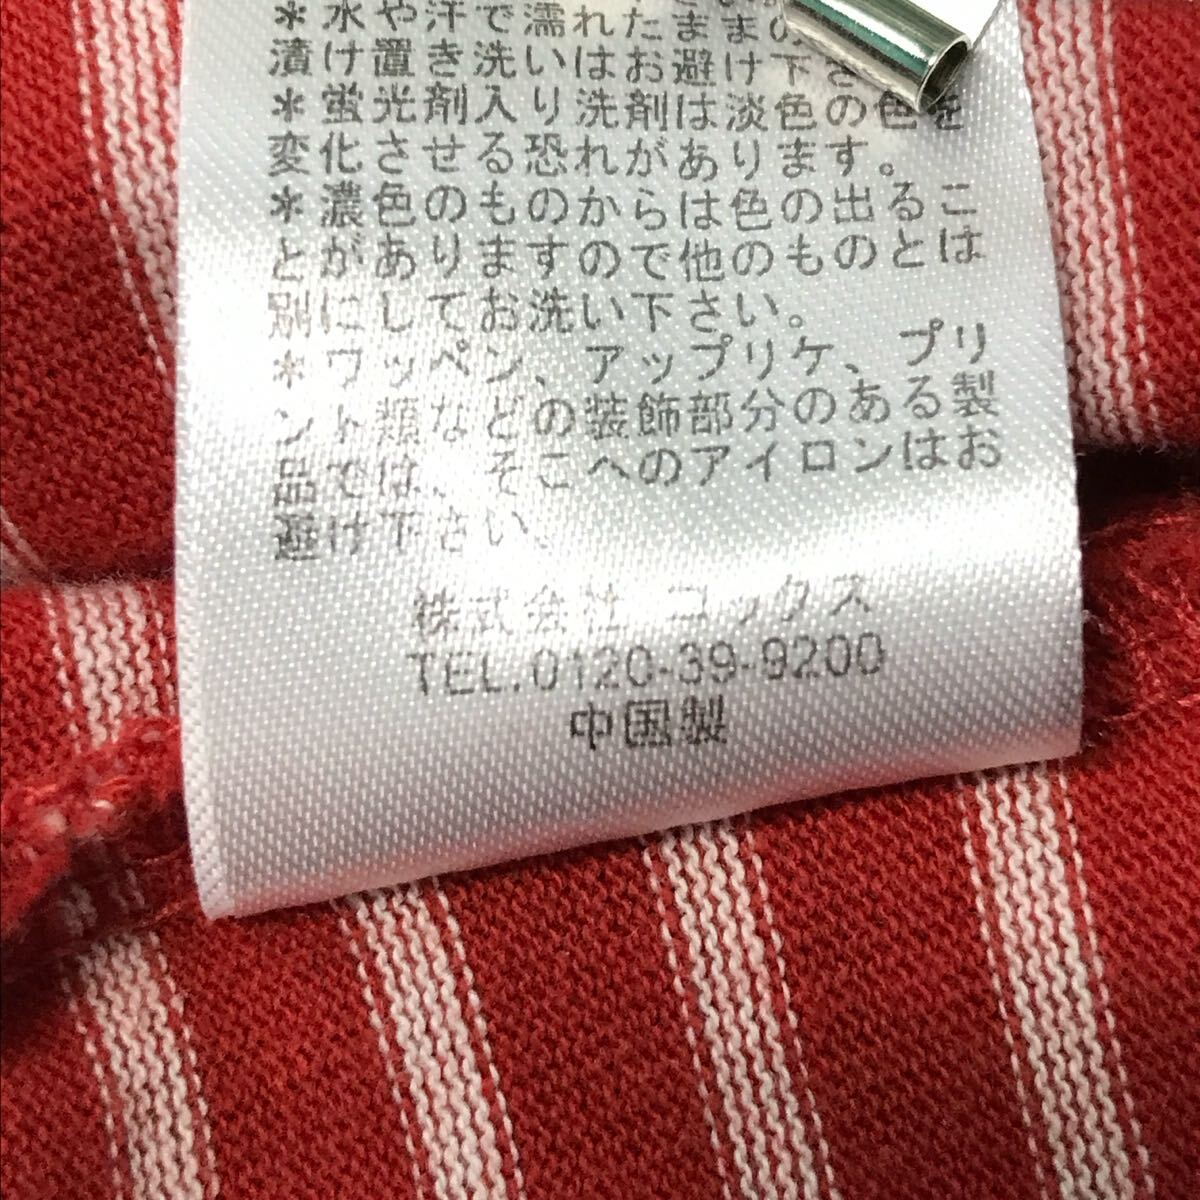 *水や汗で濡れたままの
漬け置き洗いはお避け下さ
*蛍光剤入り洗剤は淡色の色を
変化させる恐れがあります。
*濃色のものからは色の出るこ
とがありますので他のものとは
別にしてお洗い下さい。
*ワッペン、アップリケ、プリ
ント類などの装飾部分のある製
品では、そこへのアイロンはお
避け下さい。
株式会社 コックス
TEL.0120-39-9200
中国製